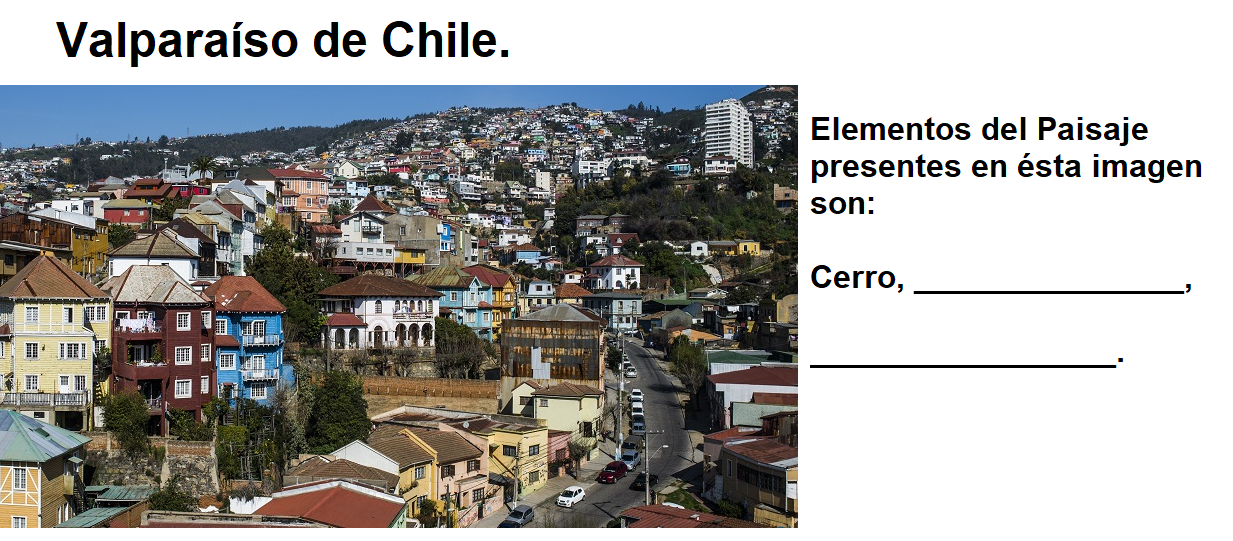 Valparaíso de Chile.
Elementos del Paisaje
presentes en ésta imagen
son:
Cerro, _______________,
_________________.